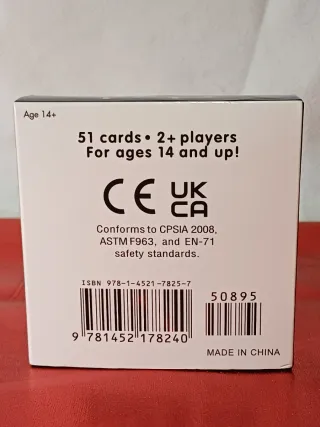 Age 14+
51 cards • 2+ players
For ages 14 and up!
CE UK CA
Conforms to CPSIA 2008,
ASTM F963, and EN-71
safety standards.
ISBN 978-1-4521-7825-7
50895
9 781452 178240
MADE IN CHINA